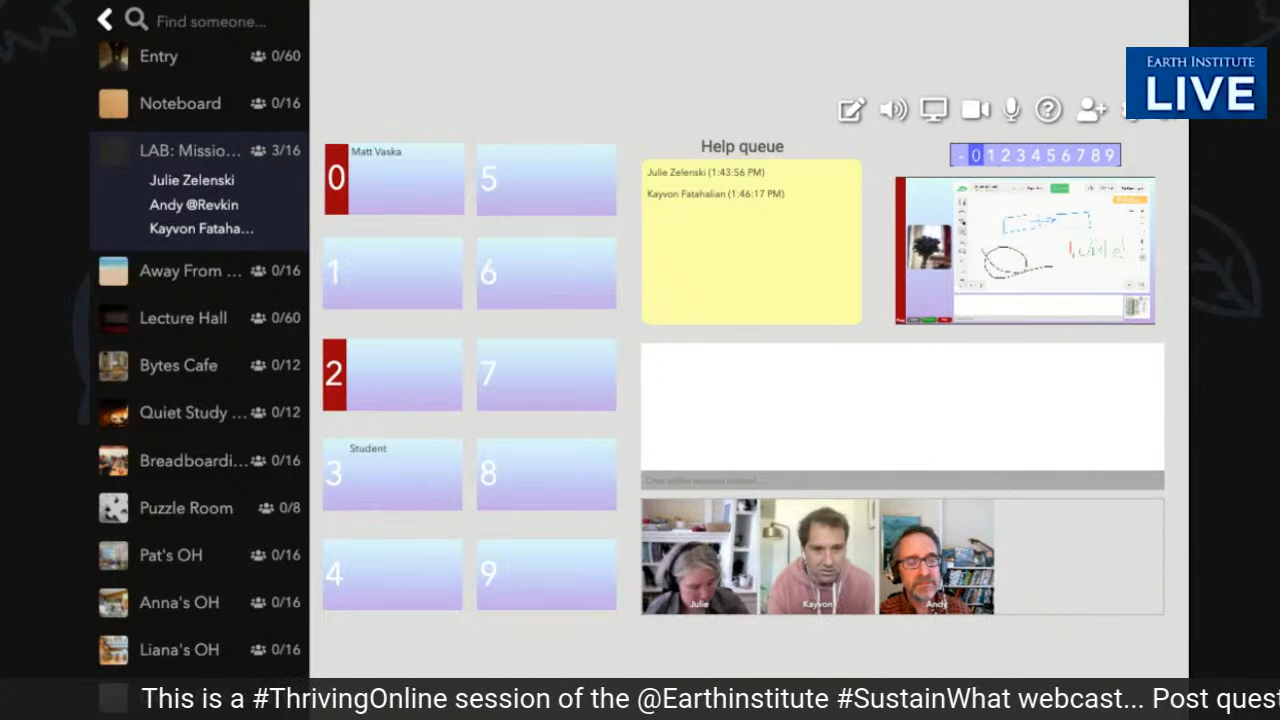 Find someone...
Entry 0/60
Noteboard 0/16
LAB: Missio... 3/16
Julie Zelenski
Andy @Revkin
Kayvon Fataha...
Away From ... 0/16
Lecture Hall 0/60
Bytes Cafe 0/12
Quiet Study ... 0/12
Breadboardi... 0/16
Puzzle Room 0/8
Pat's OH 0/16
Anna's OH 0/16
Liana's OH 0/16
EARTH INSTITUTE
LIVE
0 Matt Vaska
1
2
3 Student
4
5
6
7
8
9
Help queue
Julie Zelenski (1:43:56 PM)
Kayvon Fatahalian (1:46:17 PM)
- 0 1 2 3 4 5 6 7 8 9
Julie
Kayvon
Andy
This is a #ThrivingOnline session of the @Earthinstitute #SustainWhat webcast... Post quest